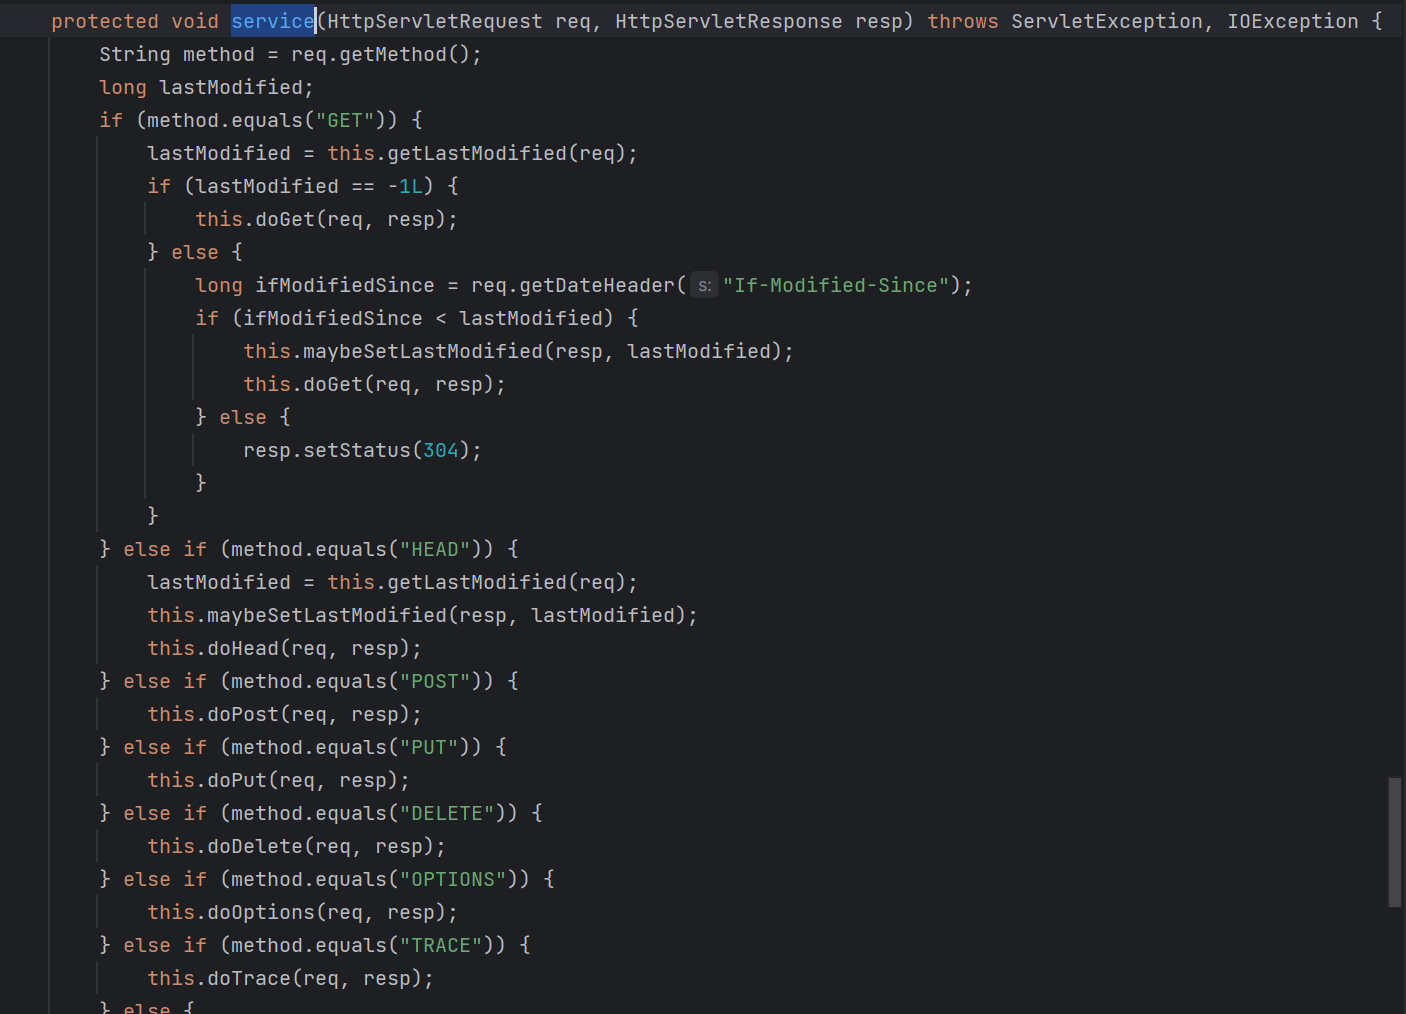 protected void service(HttpServletRequest req, HttpServletResponse resp) throws ServletException, IOException {
    String method = req.getMethod();
    long lastModified;
    if (method.equals("GET")) {
        lastModified = this.getLastModified(req);
        if (lastModified == -1L) {
            this.doGet(req, resp);
        } else {
            long ifModifiedSince = req.getDateHeader( s: "If-Modified-Since");
            if (ifModifiedSince < lastModified) {
                this.maybeSetLastModified(resp, lastModified);
                this.doGet(req, resp);
            } else {
                resp.setStatus(304);
            }
        }
    } else if (method.equals("HEAD")) {
        lastModified = this.getLastModified(req);
        this.maybeSetLastModified(resp, lastModified);
        this.doHead(req, resp);
    } else if (method.equals("POST")) {
        this.doPost(req, resp);
    } else if (method.equals("PUT")) {
        this.doPut(req, resp);
    } else if (method.equals("DELETE")) {
        this.doDelete(req, resp);
    } else if (method.equals("OPTIONS")) {
        this.doOptions(req, resp);
    } else if (method.equals("TRACE")) {
        this.doTrace(req, resp);
    } else {